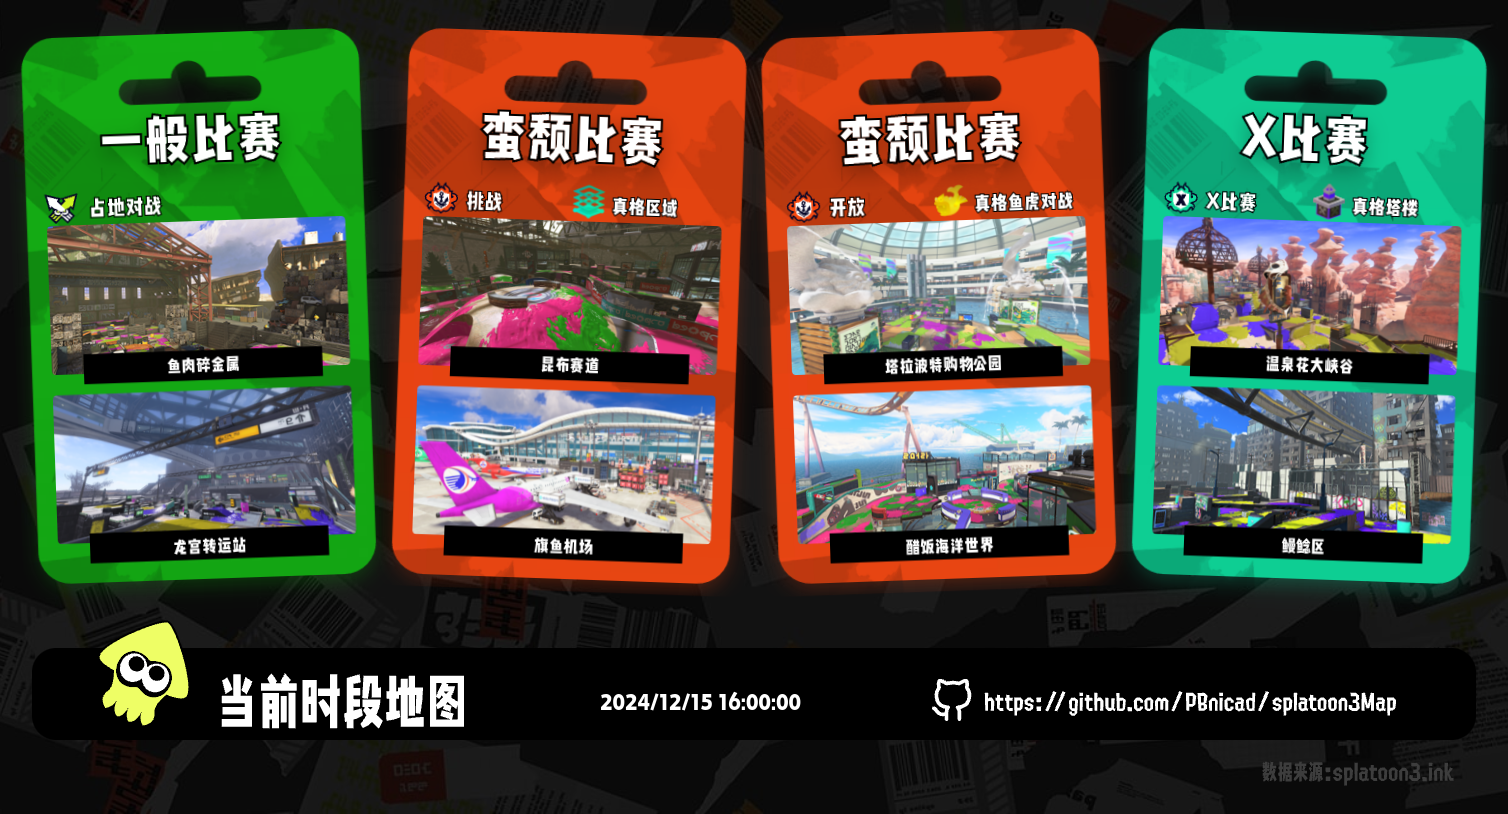 一般比赛
占地对战
鱼肉碎金属
龙宫转运站
蛮颓比赛
挑战
真格区域
昆布赛道
旗鱼机场
蛮颓比赛
开放
真格鱼虎对战
塔拉波特购物公园
醋饭海洋世界
X比赛
X比赛
真格塔楼
温泉花大峡谷
鳗鲶区
当前时段地图
2024/12/15 16:00:00
https://github.com/PBnicad/splatoon3Map
数据来源:splatoon3.ink